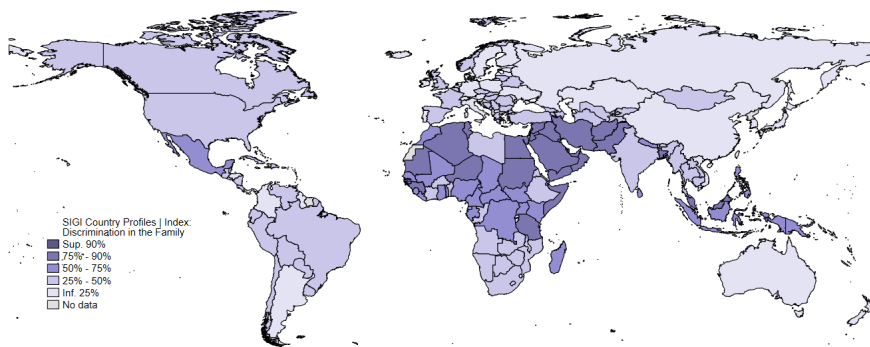 SIGI Country Profiles | Index:
Discrimination in the Family
Sup. 90%
75% - 90%
50% - 75%
25% - 50%
Inf. 25%
No data